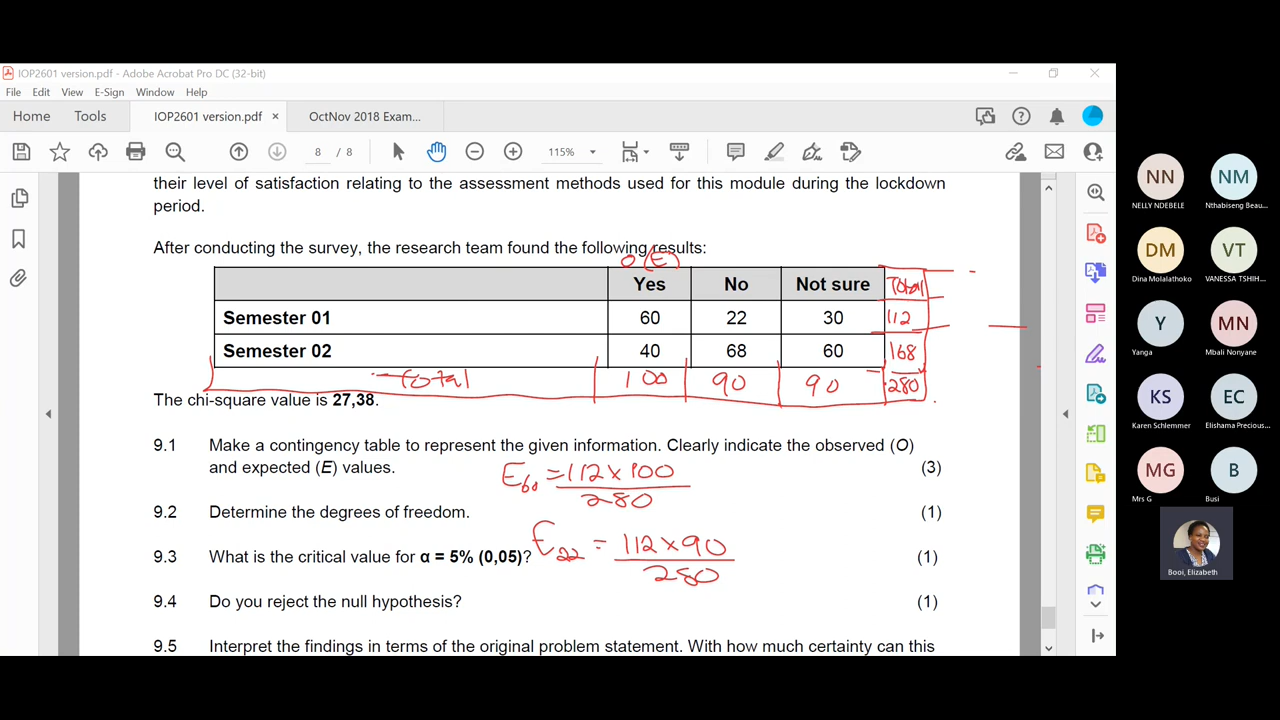 IOP2601 version.pdf - Adobe Acrobat Pro DC (32-bit)
File Edit View E-Sign Window Help
Home Tools IOP2601 version.pdf × OctNov 2018 Exam...
8 / 8 115%
their level of satisfaction relating to the assessment methods used for this module during the lockdown
period.
After conducting the survey, the research team found the following results:
O (E)
Yes No Not sure Total
Semester 01 60 22 30 112
Semester 02 40 68 60 168
Total 100 90 90 280
The chi-square value is 27,38.
9.1 Make a contingency table to represent the given information. Clearly indicate the observed (O)
and expected (E) values. (3)
E60 = 112 x 100
280
9.2 Determine the degrees of freedom. (1)
E22 = 112 x 90
280
9.3 What is the critical value for α = 5% (0,05)? (1)
9.4 Do you reject the null hypothesis? (1)
9.5 Interpret the findings in terms of the original problem statement. With how much certainty can this
NN NM
NELLY NDEBELE Nthabiseng Beau...
DM VT
Dina Molalathoko VANESSA TSHIH...
Y MN
Yanga Mbali Nonyane
KS EC
Karen Schlemmer Elishama Precious...
MG B
Mrs G Busi
Booi, Elizabeth